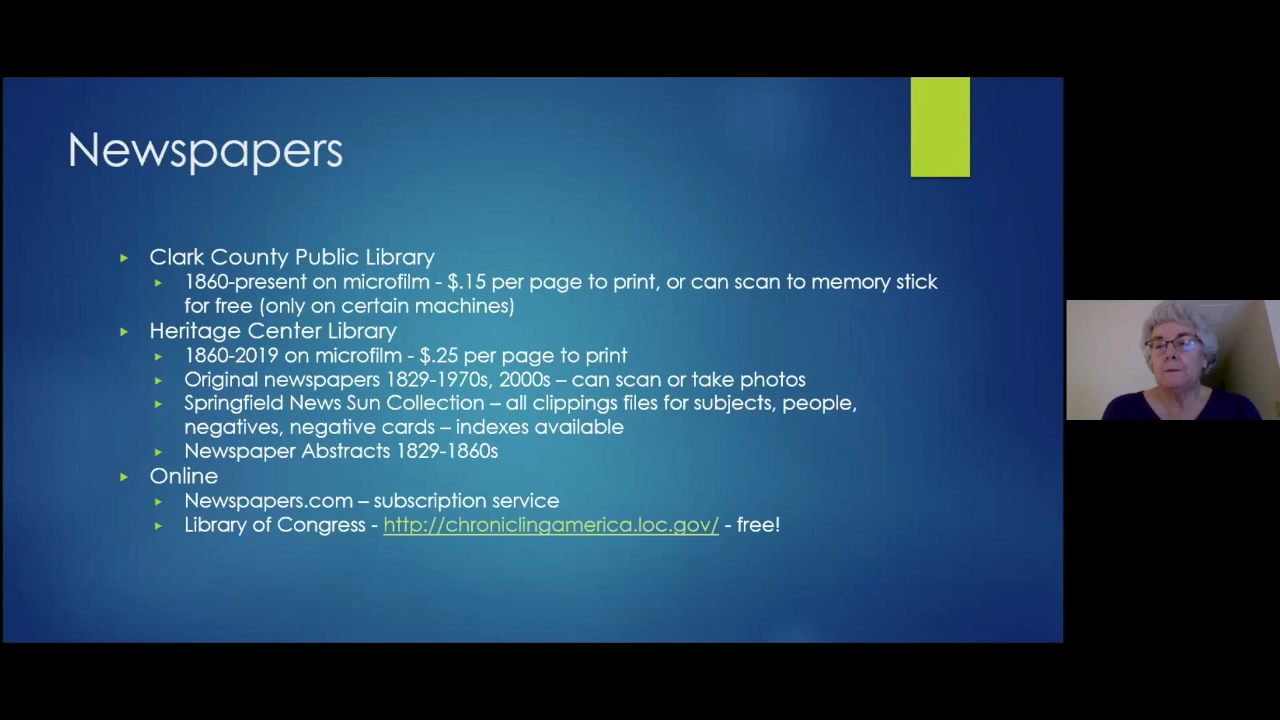 Newspapers
Clark County Public Library
1860-present on microfilm - $.15 per page to print, or can scan to memory stick
for free (only on certain machines)
Heritage Center Library
1860-2019 on microfilm - $.25 per page to print
Original newspapers 1829-1970s, 2000s – can scan or take photos
Springfield News Sun Collection – all clippings files for subjects, people,
negatives, negative cards – indexes available
Newspaper Abstracts 1829-1860s
Online
Newspapers.com – subscription service
Library of Congress - http://chroniclingamerica.loc.gov/ - free!